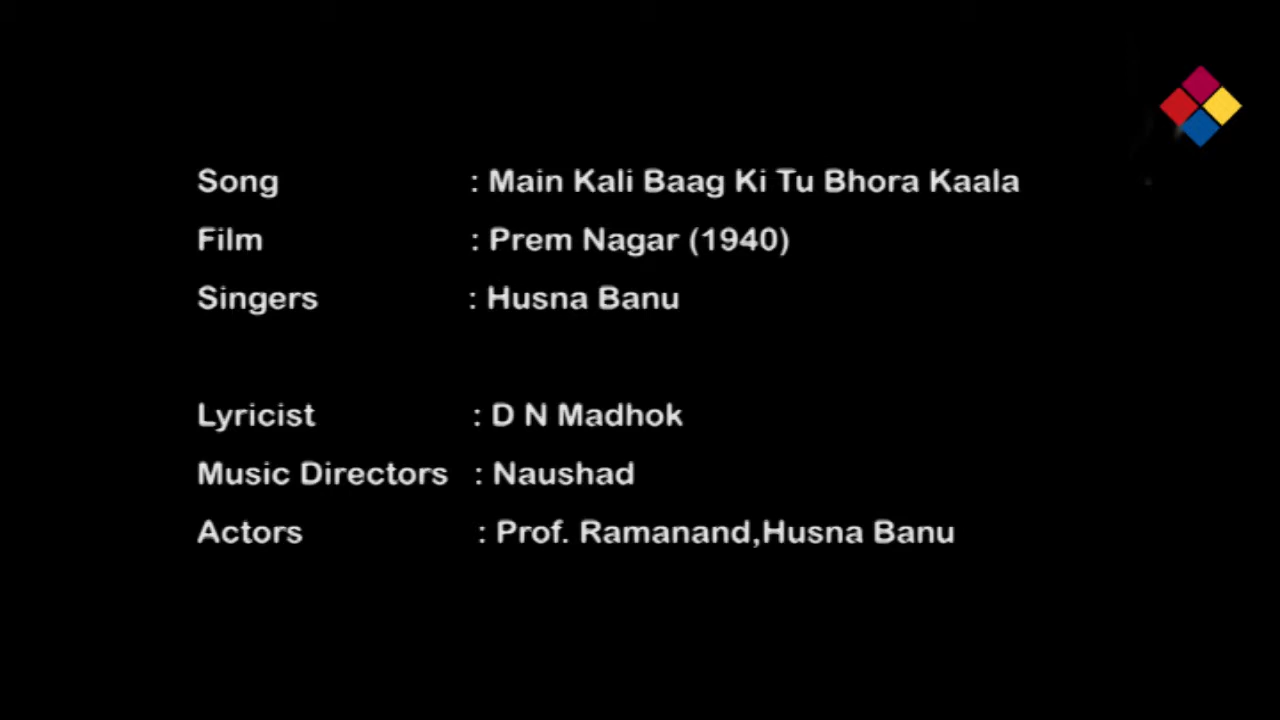 Song : Main Kali Baag Ki Tu Bhora Kaala
Film : Prem Nagar (1940)
Singers : Husna Banu
Lyricist : D N Madhok
Music Directors : Naushad
Actors : Prof. Ramanand,Husna Banu